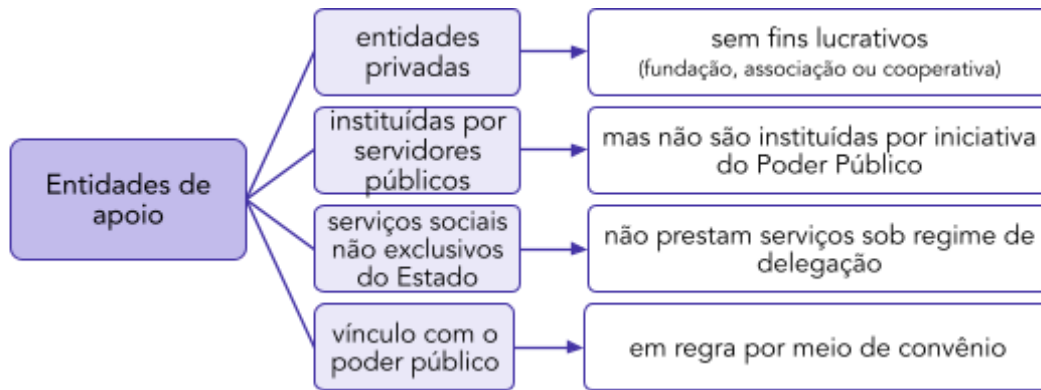 Entidades de
apoio
entidades
privadas
sem fins lucrativos
(fundação, associação ou cooperativa)
instituídas por
servidores
públicos
mas não são instituídas por iniciativa
do Poder Público
serviços sociais
não exclusivos
do Estado
não prestam serviços sob regime de
delegação
vínculo com o
poder público
em regra por meio de convênio